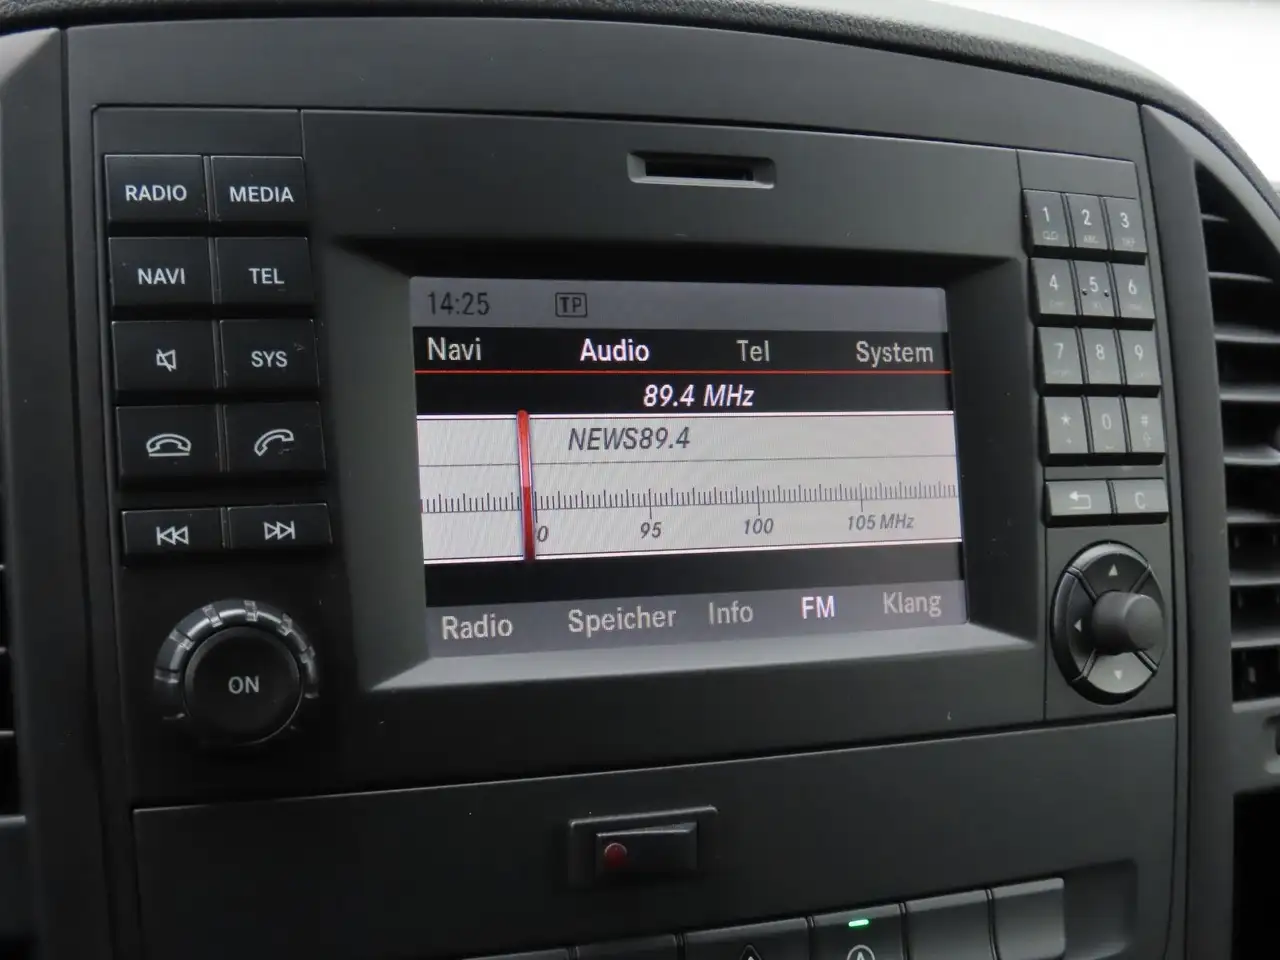 RADIO MEDIA
NAVI TEL
SYS
ON
14:25 TP
Navi Audio Tel System
89.4 MHz
NEWS89.4
95 100 105 MHz
Radio Speicher Info FM Klang
1 2 3
4 5 6
7 8 9
* 0 #
C